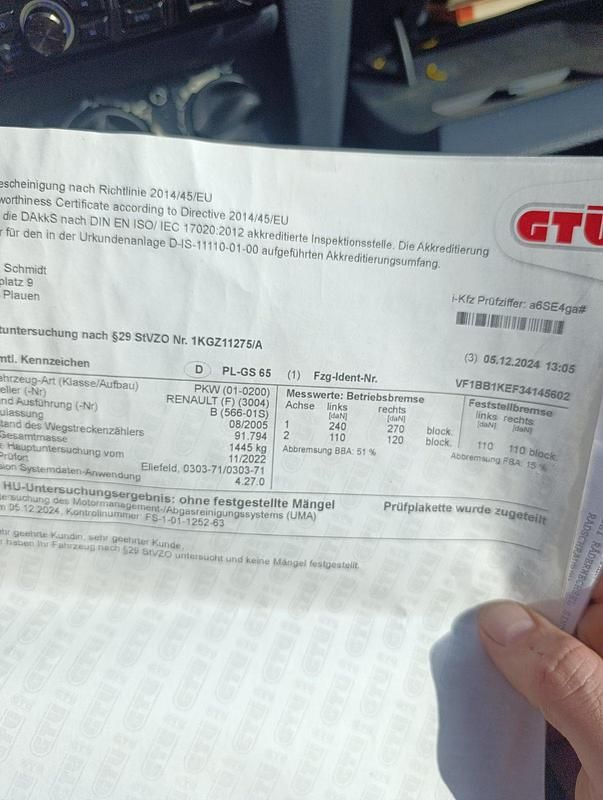 escheinigung nach Richtlinie 2014/45/EU
worthiness Certificate according to Directive 2014/45/EU
die DAkkS nach DIN EN ISO/ IEC 17020:2012 akkreditierte Inspektionsstelle. Die Akkreditierung
r für den in der Urkundenanlage D-IS-11110-01-00 aufgeführten Akkreditierungsumfang.
GTÜ
Schmidt
platz 9
Plauen
i-Kfz Prüfziffer: a6SE4ga#
tuntersuchung nach §29 StVZO Nr. 1KGZ11275/A
(3) 05.12.2024 13:05
mtl. Kennzeichen D PL-GS 65 (1) Fzg-Ident-Nr. VF1BB1KEF34145602
ahrzeug-Art (Klasse/Aufbau) PKW (01-0200)
eller (-Nr) RENAULT (F) (3004)
nd Ausführung (-Nr) B (566-01S)
ulassung 08/2005
tand des Wegstreckenzählers 91.794
Gesamtmasse 1445 kg
Hauptuntersuchung vom 11/2022
Prüfort Ellefeld, 0303-71/0303-71
sion Systemdaten-Anwendung 4.27.0
Messwerte: Betriebsbremse
Achse links rechts
[daN] [daN]
1 240 270 block.
2 110 120 block.
Abbremsung BBA: 51 %
Feststellbremse
links rechts
[daN] [daN]
110 110 block.
Abbremsung FBA: 15 %
HU-Untersuchungsergebnis: ohne festgestellte Mängel Prüfplakette wurde zugeteilt
tersuchung des Motormanagement-/Abgasreinigungssystems (UMA)
m 05.12.2024, Kontrolinummer: FS-1-01-1252-63
ehr geehrte Kundin, sehr geehrter Kunde,
r haben Ihr Fahrzeug nach §29 StVZO untersucht und keine Mängel festgestellt.